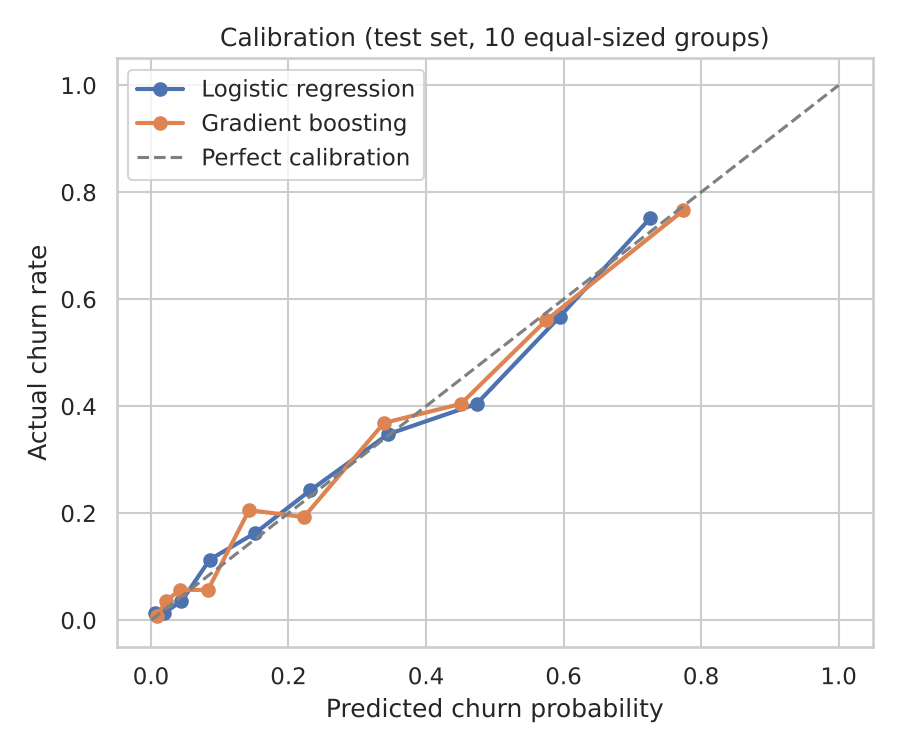 Calibration (test set, 10 equal-sized groups)
Logistic regression
Gradient boosting
Perfect calibration
1.0
0.8
0.6
0.4
0.2
0.0
Actual churn rate
0.0 0.2 0.4 0.6 0.8 1.0
Predicted churn probability